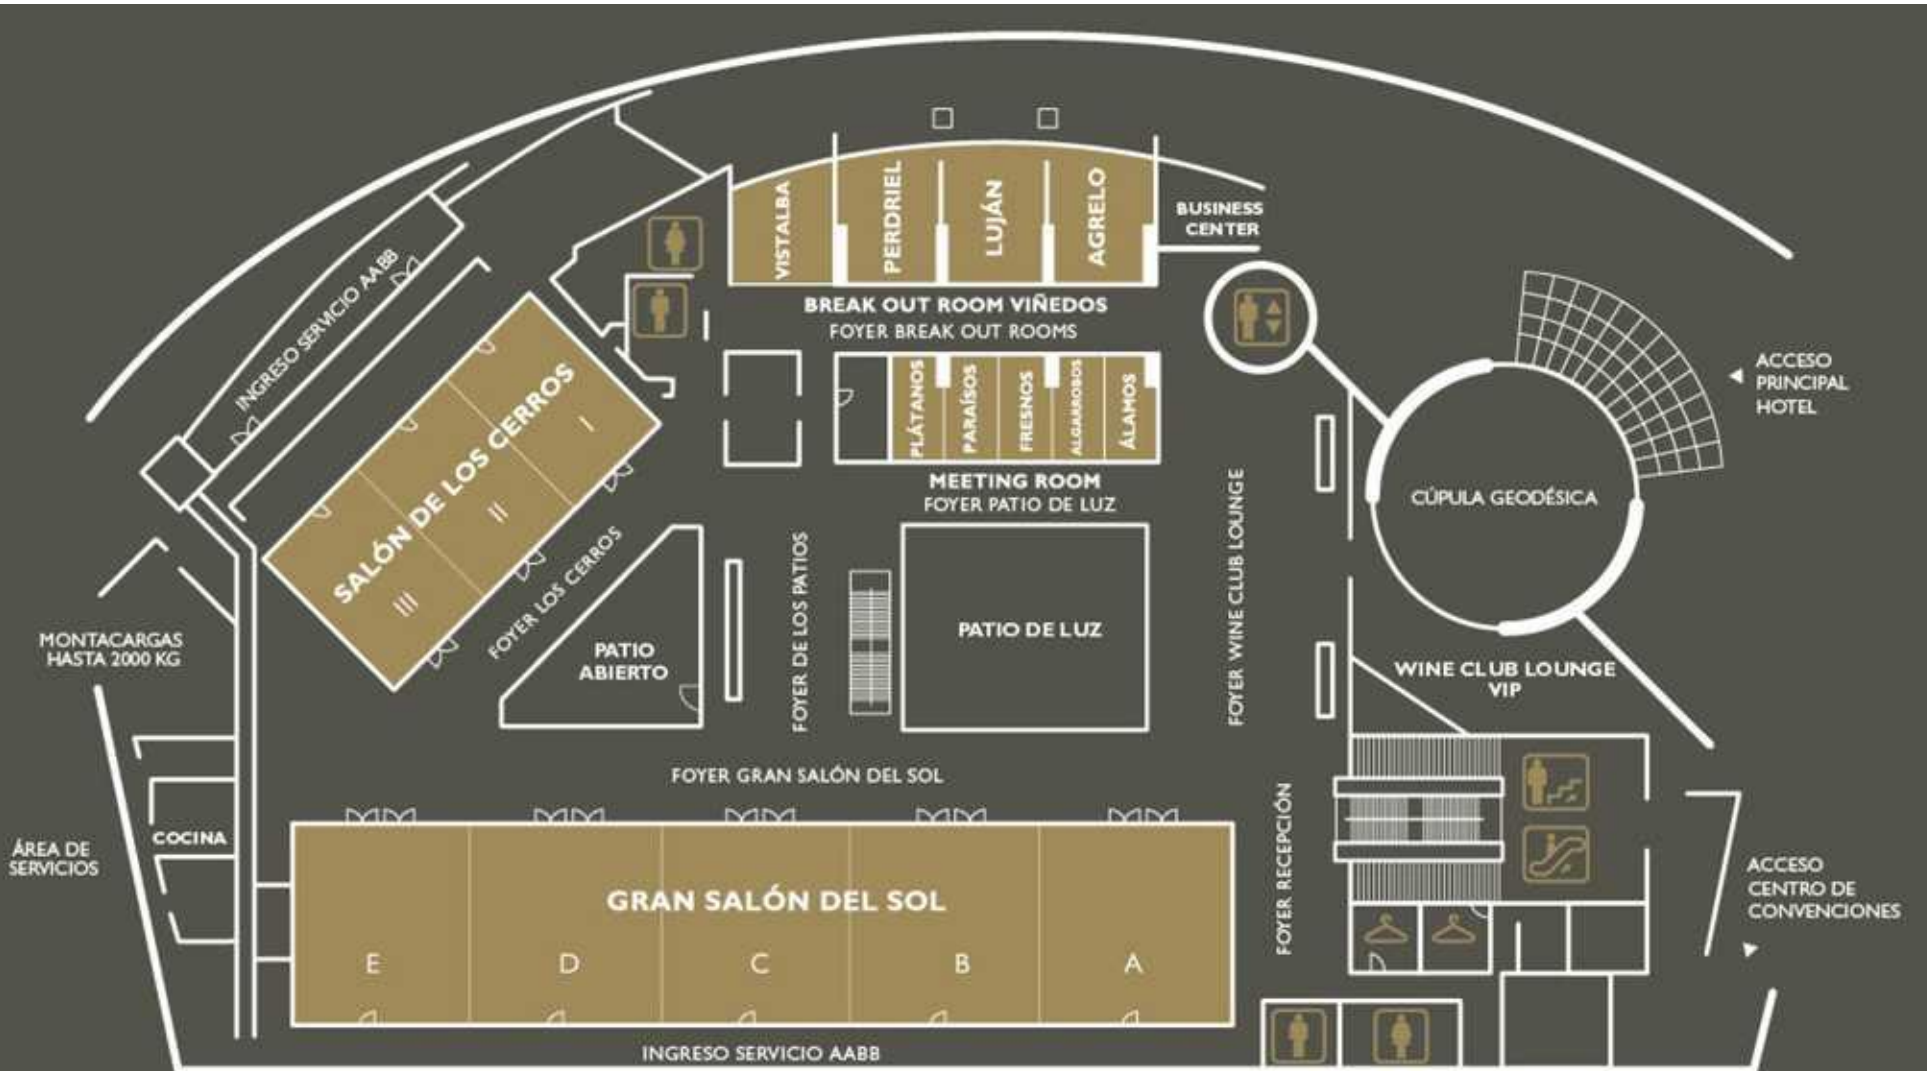 VISTALBA
PERDRIEL
LUJÁN
AGRELO
BUSINESS
CENTER
BREAK OUT ROOM VIÑEDOS
FOYER BREAK OUT ROOMS
INGRESO SERVICIO AABB
SALÓN DE LOS CERROS
I
II
III
PLÁTANOS
PARAÍSOS
FRESNOS
ALGARROBOS
ÁLAMOS
MEETING ROOM
FOYER PATIO DE LUZ
ACCESO
PRINCIPAL
HOTEL
CÚPULA GEODÉSICA
FOYER LOS CERROS
PATIO
ABIERTO
FOYER DE LOS PATIOS
PATIO DE LUZ
FOYER WINE CLUB LOUNGE
WINE CLUB LOUNGE
VIP
MONTACARGAS
HASTA 2000 KG
FOYER GRAN SALÓN DEL SOL
COCINA
ÁREA DE
SERVICIOS
GRAN SALÓN DEL SOL
E
D
C
B
A
FOYER RECEPCIÓN
ACCESO
CENTRO DE
CONVENCIONES
INGRESO SERVICIO AABB